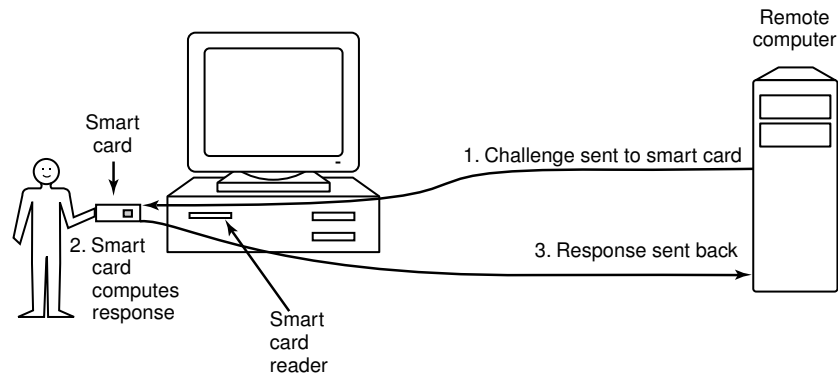 Remote
computer
Smart
card
1. Challenge sent to smart card
2. Smart
card
computes
response
3. Response sent back
Smart
card
reader